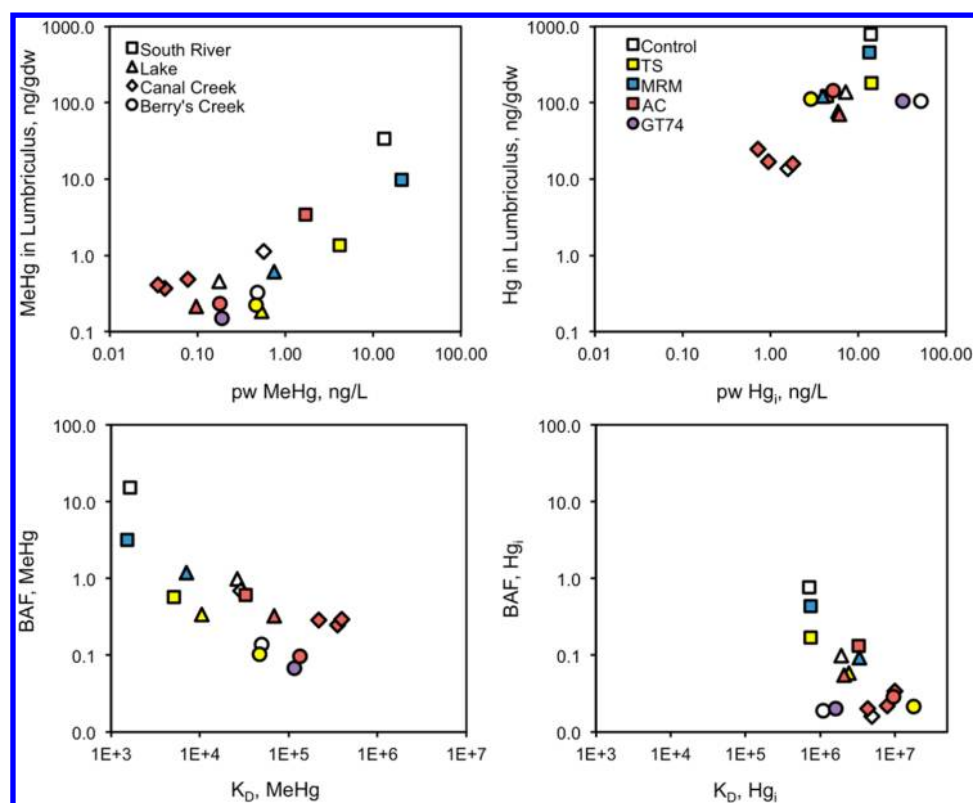 1000.0
100.0
10.0
1.0
0.1
MeHg in Lumbriculus, ng/gdw
South River
Lake
Canal Creek
Berry's Creek
0.01 0.10 1.00 10.00 100.00
pw MeHg, ng/L
1000.0
100.0
10.0
1.0
0.1
Hg in Lumbriculus, ng/gdw
Control
TS
MRM
AC
GT74
0.01 0.10 1.00 10.00 100.00
pw Hgi, ng/L
100.0
10.0
1.0
0.1
0.0
BAF, MeHg
1E+3 1E+4 1E+5 1E+6 1E+7
KD, MeHg
100.0
10.0
1.0
0.1
0.0
BAF, Hgi
1E+3 1E+4 1E+5 1E+6 1E+7
KD, Hgi